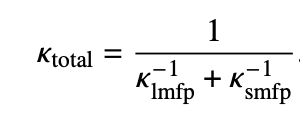 κ_total = 1 / (κ_lmfp^−1 + κ_smfp^−1).